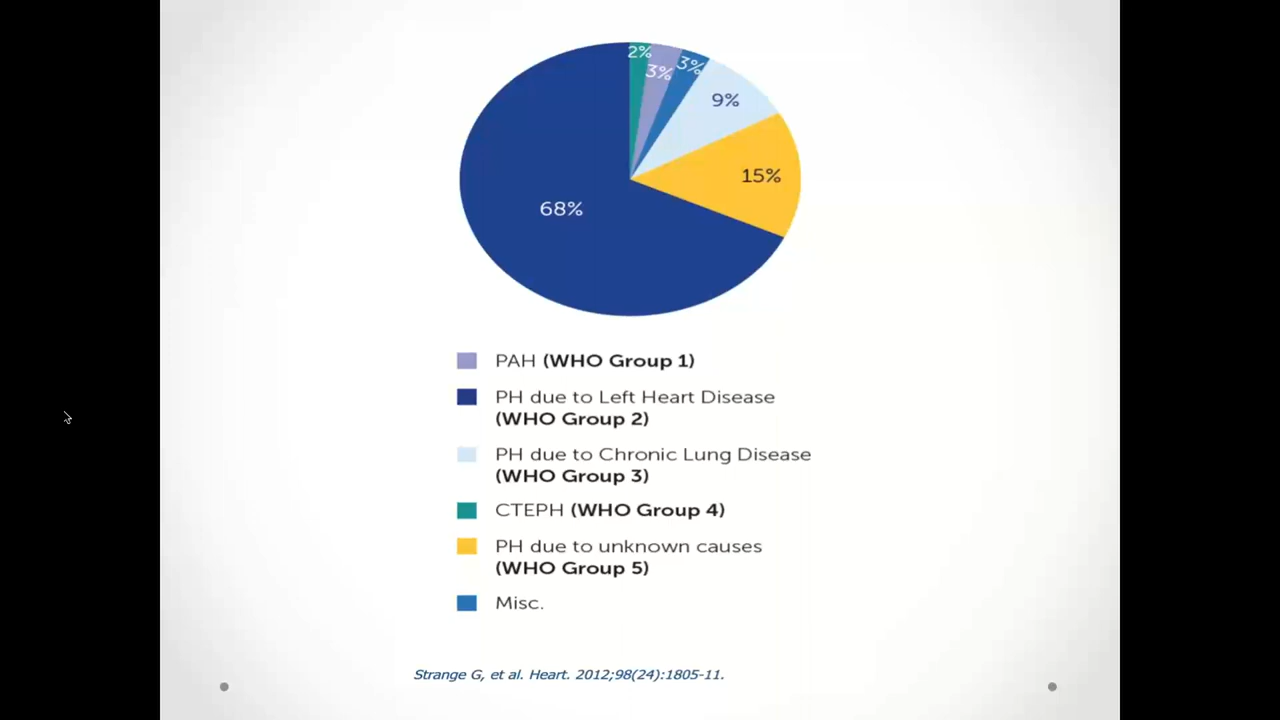 2%
3%
3%
9%
15%
68%
PAH (WHO Group 1)
PH due to Left Heart Disease
(WHO Group 2)
PH due to Chronic Lung Disease
(WHO Group 3)
CTEPH (WHO Group 4)
PH due to unknown causes
(WHO Group 5)
Misc.
Strange G, et al. Heart. 2012;98(24):1805-11.